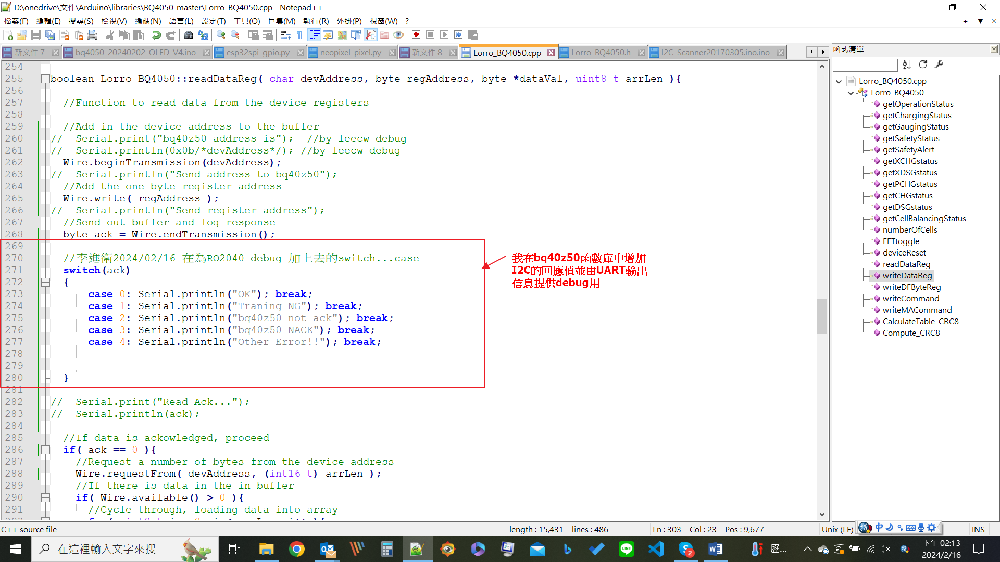 D:\onedrive\文件\Arduino\libraries\BQ4050-master\Lorro_BQ4050.cpp - Notepad++
檔案(F) 編輯(E) 搜尋(S) 檢視(V) 編碼(N) 語言(L) 設定(T) 工具(O) 巨集(M) 執行(R) 外掛(P) 視窗(W) ?
新文件 7 bq4050_20240202_OLED_V4.ino esp32spi_gpio.py neopixel_pixel.py 新文件 8 Lorro_BQ4050.cpp Lorro_BQ4050.h I2C_Scanner20170305.ino.ino
254
255 boolean Lorro_BQ4050::readDataReg( char devAddress, byte regAddress, byte *dataVal, uint8_t arrLen ){
256
257 //Function to read data from the device registers
258
259 //Add in the device address to the buffer
260 // Serial.print("bq40z50 address is"); //by leecw debug
261 // Serial.println(0x0b/*devAddress*/); //by leecw debug
262 Wire.beginTransmission(devAddress);
263 // Serial.println("Send address to bq40z50");
264 //Add the one byte register address
265 Wire.write( regAddress );
266 // Serial.println("Send register address");
267 //Send out buffer and log response
268 byte ack = Wire.endTransmission();
269
270 //李進衛2024/02/16 在為RO2040 debug 加上去的switch...case
271 switch(ack)
272 {
273 case 0: Serial.println("OK"); break;
274 case 1: Serial.println("Traning NG"); break;
275 case 2: Serial.println("bq40z50 not ack"); break;
276 case 3: Serial.println("bq40z50 NACK"); break;
277 case 4: Serial.println("Other Error!!"); break;
278
279
280 }
281
282 // Serial.print("Read Ack...");
283 // Serial.println(ack);
284
285 //If data is ackowledged, proceed
286 if( ack == 0 ){
287 //Request a number of bytes from the device address
288 Wire.requestFrom( devAddress, (int16_t) arrLen );
289 //If there is data in the in buffer
290 if( Wire.available() > 0 ){
291 //Cycle through, loading data into array
我在bq40z50函數庫中增加
I2C的回應值並由UART輸出
信息提供debug用
函式清單
Lorro_BQ4050.cpp
Lorro_BQ4050
getOperationStatus
getChargingStatus
getGaugingStatus
getSafetyStatus
getSafetyAlert
getXCHGstatus
getXDSGstatus
getPCHGstatus
getCHGstatus
getDSGstatus
getCellBalancingStatus
numberOfCells
FETtoggle
deviceReset
readDataReg
writeDataReg
writeDFByteReg
writeCommand
writeMACommand
CalculateTable_CRC8
Compute_CRC8
C++ source file length : 15,431 lines : 486 Ln : 303 Col : 23 Pos : 9,677 Unix (LF) INS
中
在這裡輸入文字來搜
歷...
下午 02:13
2024/2/16